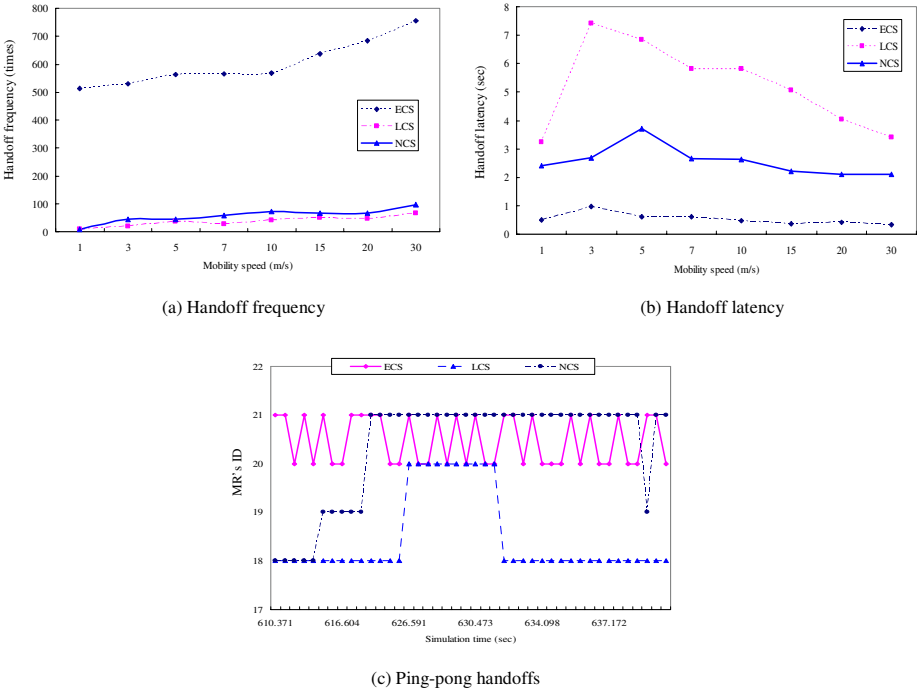 800
700
600
500
400
300
200
100
0
Handoff frequency (times)
ECS
LCS
NCS
1 3 5 7 10 15 20 30
Mobility speed (m/s)
(a) Handoff frequency
8
7
6
5
4
3
2
1
0
Handoff latency (sec)
ECS
LCS
NCS
1 3 5 7 10 15 20 30
Mobility speed (m/s)
(b) Handoff latency
ECS LCS NCS
22
21
20
19
18
17
MR's ID
610.371 616.604 626.591 630.473 634.098 637.172
Simulation time (sec)
(c) Ping-pong handoffs